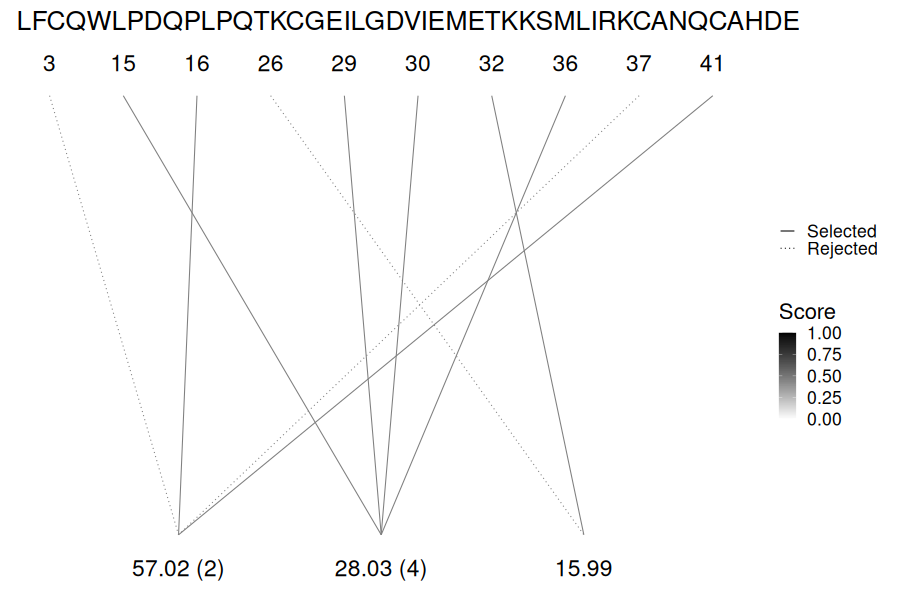 LFCQWLPDQPLPQTKCGEILGDVIEMETKKSMLIRKCANQCAHDE
3 15 16 26 29 30 32 36 37 41
Selected
Rejected
Score
1.00
0.75
0.50
0.25
0.00
57.02 (2) 28.03 (4) 15.99